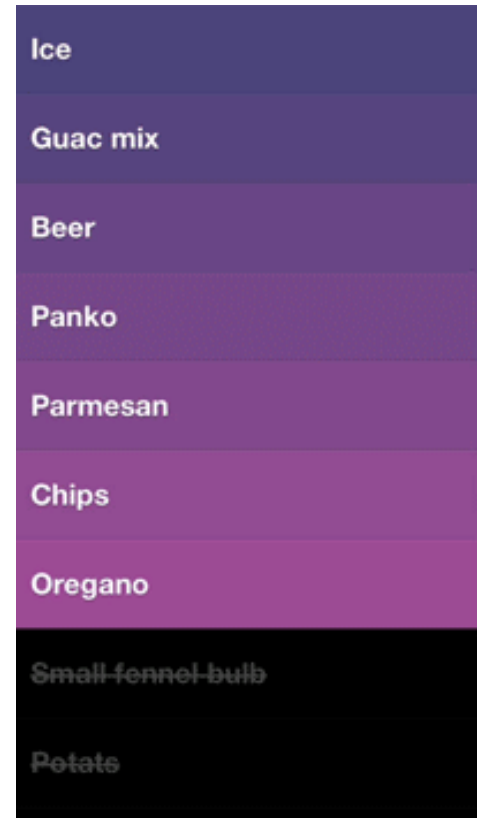 Ice
Guac mix
Beer
Panko
Parmesan
Chips
Oregano
Small fennel bulb
Potats